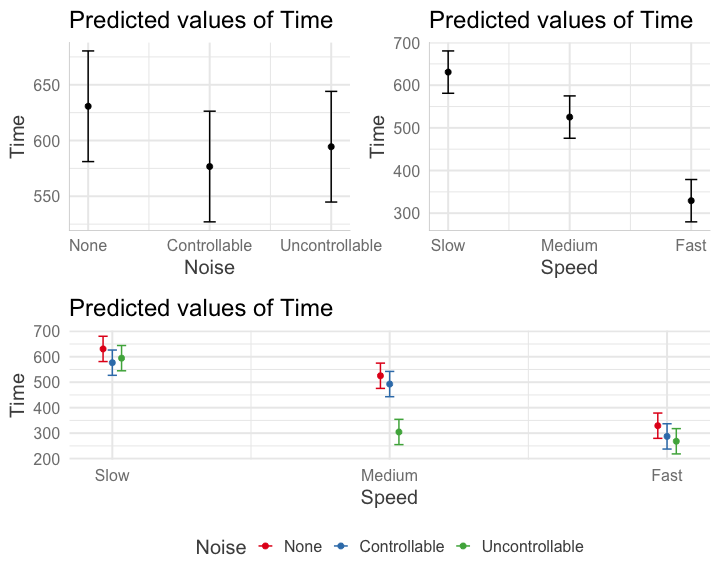 Predicted values of Time
Time
650
600
550
None Controllable Uncontrollable
Noise
Predicted values of Time
Time
700
600
500
400
300
Slow Medium Fast
Speed
Predicted values of Time
Time
700
600
500
400
300
200
Slow Medium Fast
Speed
Noise None Controllable Uncontrollable